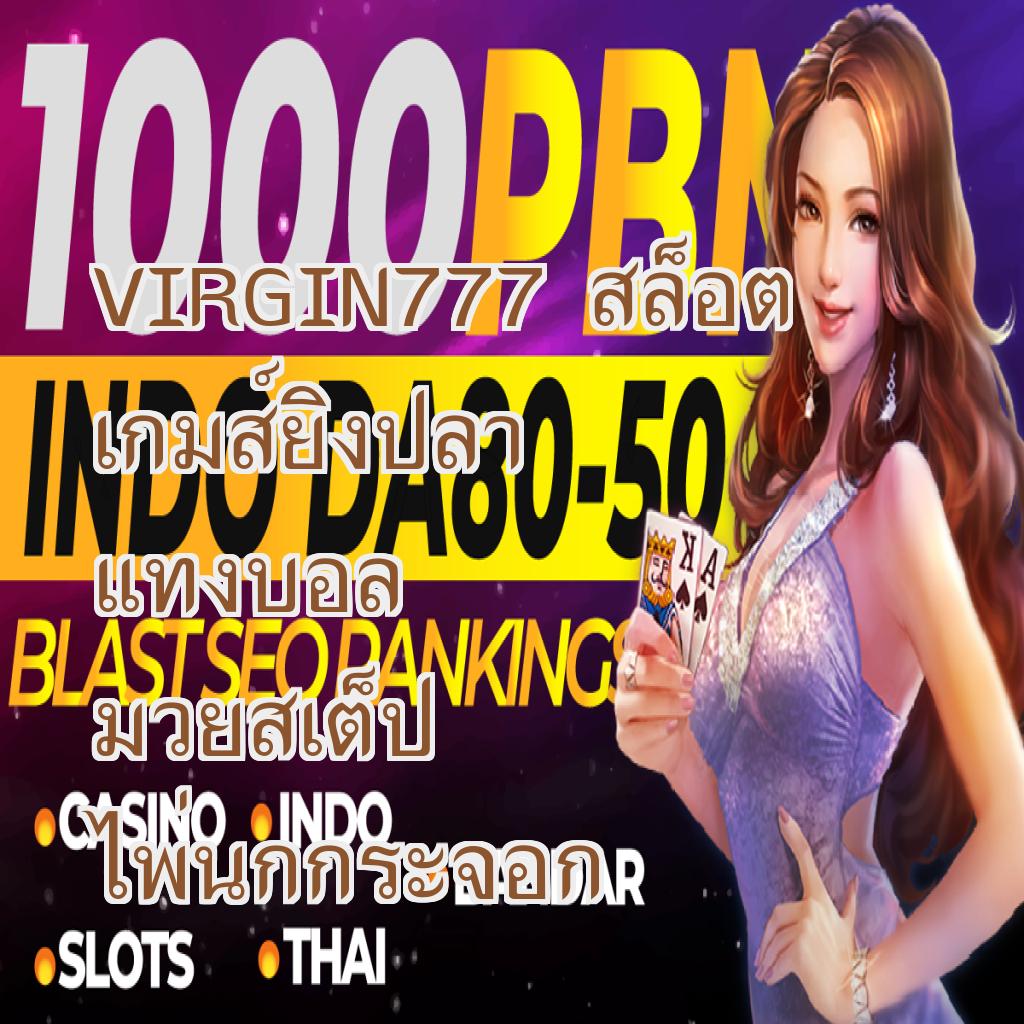 1000PBN
VIRGIN777 สล็อต
เกมส์ยิงปลา
INDO DA80-50
แทงบอล
BLAST SEO RANKINGS
มวยสเต็ป
CASINO
INDO
ไพ่นกกระจอก
SLOTS
THAI